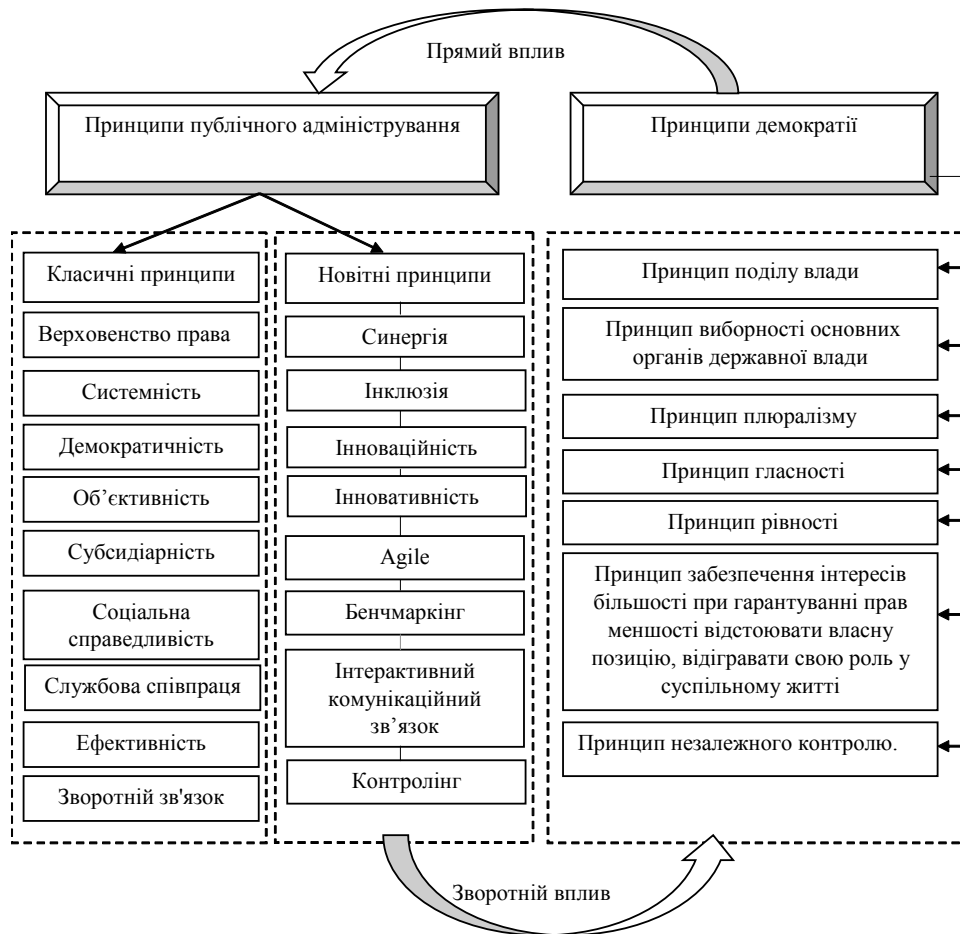 Прямий вплив
Принципи публічного адміністрування
Принципи демократії
Класичні принципи
Верховенство права
Системність
Демократичність
Об’єктивність
Субсидіарність
Соціальна
справедливість
Службова співпраця
Ефективність
Зворотній зв'язок
Новітні принципи
Синергія
Інклюзія
Інноваційність
Інновативність
Agile
Бенчмаркінг
Інтерактивний
комунікаційний
зв’язок
Контролінг
Принцип поділу влади
Принцип виборності основних
органів державної влади
Принцип плюралізму
Принцип гласності
Принцип рівності
Принцип забезпечення інтересів
більшості при гарантуванні прав
меншості відстоювати власну
позицію, відігравати свою роль у
суспільному житті
Принцип незалежного контролю.
Зворотній вплив